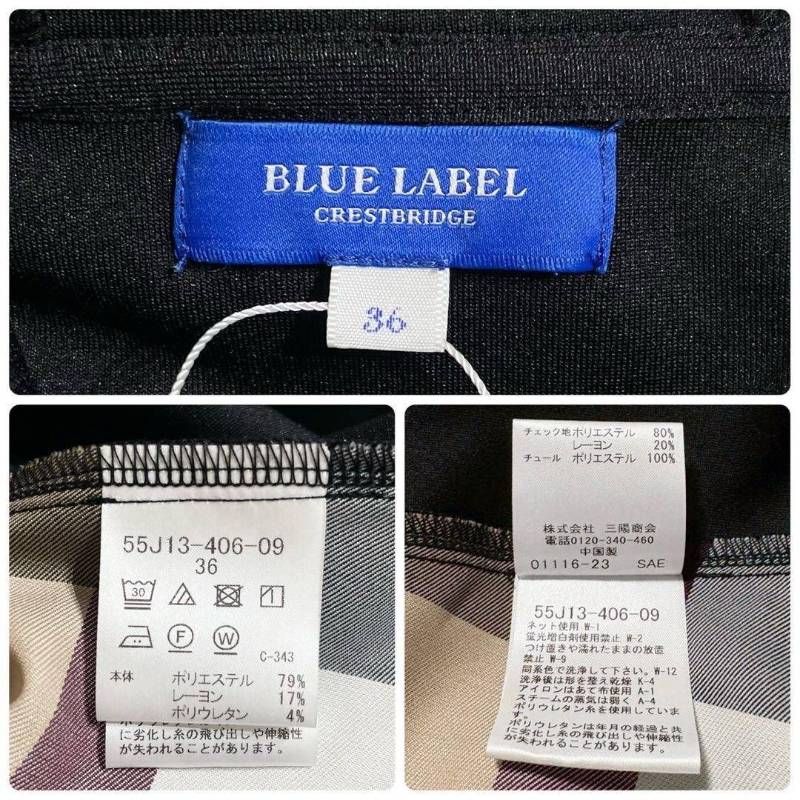 BLUE LABEL
CRESTBRIDGE
36
55J13-406-09
36
30
F
W
C-343
本体 ポリエステル 79%
レーヨン 17%
ポリウレタン 4%
に劣化し糸の飛び出しや伸縮性
が失われることがあります。
チェック地 ポリエステル 80%
レーヨン 20%
チュール ポリエステル 100%
株式会社 三陽商会
電話0120-340-460
中国製
01116-23 SAE
55J13-406-09
ネット使用 W-1
蛍光増白剤使用禁止 W-2
つけ置きや濡れたままの放置
禁止 W-9
同系色で洗浄して下さい。W-12
洗浄後は形を整え乾燥 K-4
アイロンはあて布使用 A-1
スチームの蒸気は弱く A-4
ポリウレタン糸を使用していま
す。
ポリウレタンは年月の経過と共
に劣化し糸の飛び出しや伸縮性
が失われることがあります。